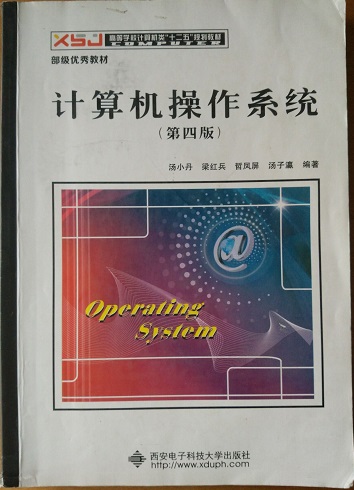 XSJ 高等学校计算机类"十二五"规划教材
COMPUTER
部级优秀教材
计算机操作系统
(第四版)
汤小丹 梁红兵 哲凤屏 汤子瀛 编著
@
Operating
System
西安电子科技大学出版社
http://www.xduph.com